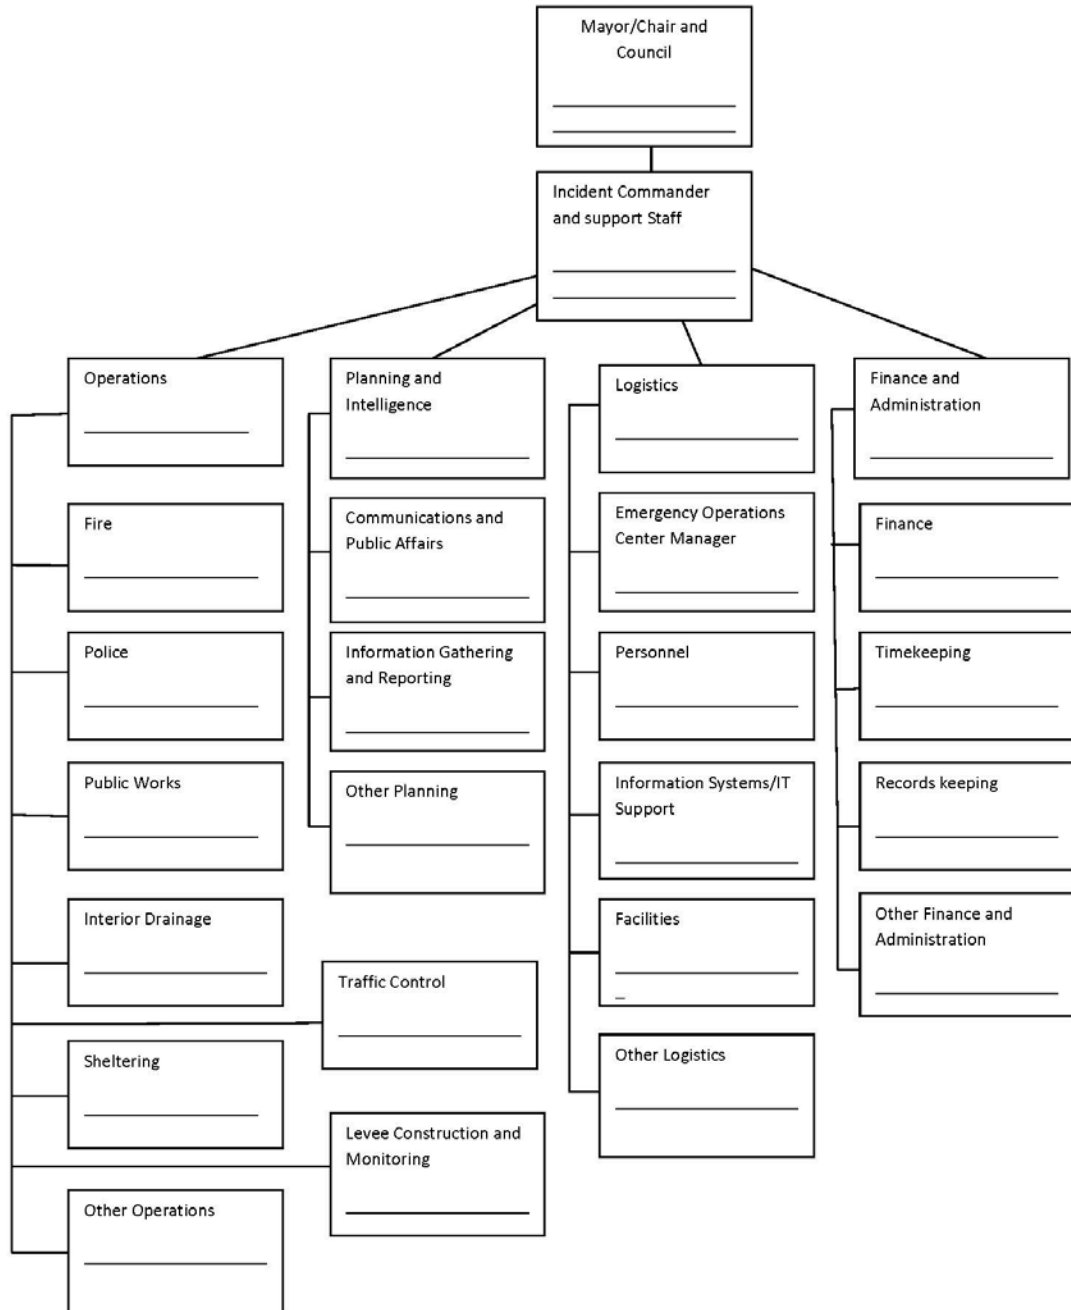 Mayor/Chair and
Council
Incident Commander
and support Staff
Operations
Planning and
Intelligence
Logistics
Finance and
Administration
Fire
Communications and
Public Affairs
Emergency Operations
Center Manager
Finance
Police
Information Gathering
and Reporting
Personnel
Timekeeping
Public Works
Other Planning
Information Systems/IT
Support
Records keeping
Interior Drainage
Traffic Control
Facilities
Other Finance and
Administration
Sheltering
Levee Construction and
Monitoring
Other Logistics
Other Operations